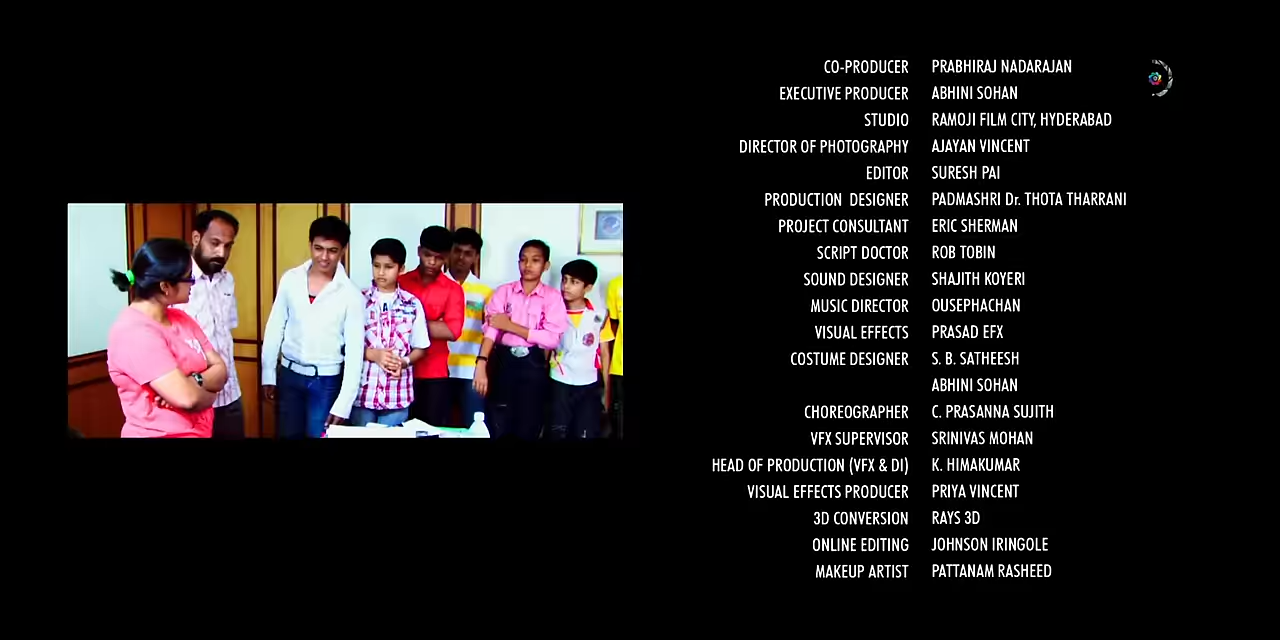 CO-PRODUCER PRABHIRAJ NADARAJAN
EXECUTIVE PRODUCER ABHINI SOHAN
STUDIO RAMOJI FILM CITY, HYDERABAD
DIRECTOR OF PHOTOGRAPHY AJAYAN VINCENT
EDITOR SURESH PAI
PRODUCTION DESIGNER PADMASHRI Dr. THOTA THARRANI
PROJECT CONSULTANT ERIC SHERMAN
SCRIPT DOCTOR ROB TOBIN
SOUND DESIGNER SHAJITH KOYERI
MUSIC DIRECTOR OUSEPHACHAN
VISUAL EFFECTS PRASAD EFX
COSTUME DESIGNER S. B. SATHEESH
ABHINI SOHAN
CHOREOGRAPHER C. PRASANNA SUJITH
VFX SUPERVISOR SRINIVAS MOHAN
HEAD OF PRODUCTION (VFX & DI) K. HIMAKUMAR
VISUAL EFFECTS PRODUCER PRIYA VINCENT
3D CONVERSION RAYS 3D
ONLINE EDITING JOHNSON IRINGOLE
MAKEUP ARTIST PATTANAM RASHEED